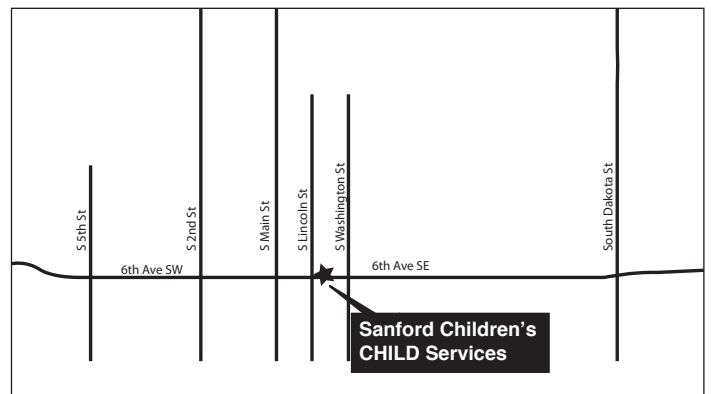 S 5th St
S 2nd St
S Main St
S Lincoln St
S Washington St
South Dakota St
6th Ave SW
6th Ave SE
Sanford Children’s
CHILD Services